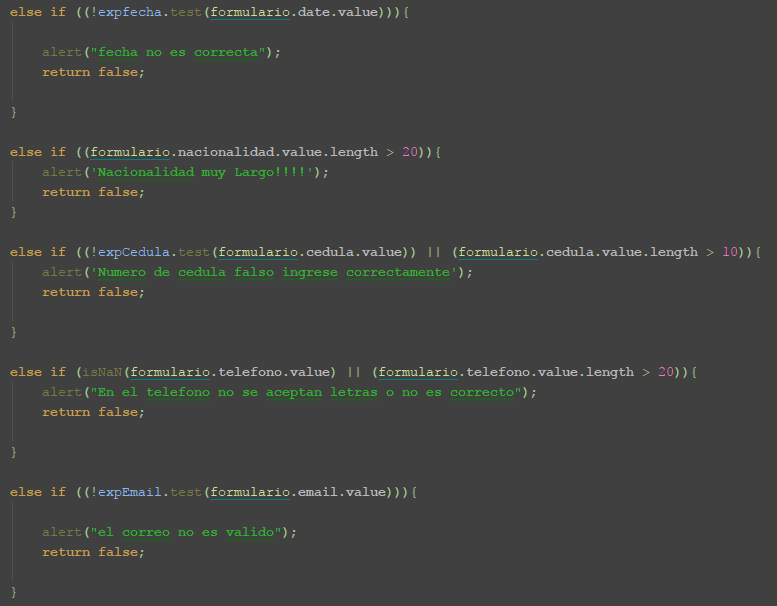 else if ((!expfecha.test(formulario.date.value))){
alert("fecha no es correcta");
return false;
}
else if ((formulario.nacionalidad.value.length > 20)){
alert('Nacionalidad muy Largo!!!!');
return false;
}
else if ((!expCedula.test(formulario.cedula.value)) || (formulario.cedula.value.length > 10)){
alert('Numero de cedula falso ingrese correctamente');
return false;
}
else if (isNaN(formulario.telefono.value) || (formulario.telefono.value.length > 20)){
alert("En el telefono no se aceptan letras o no es correcto");
return false;
}
else if ((!expEmail.test(formulario.email.value))){
alert("el correo no es valido");
return false;
}